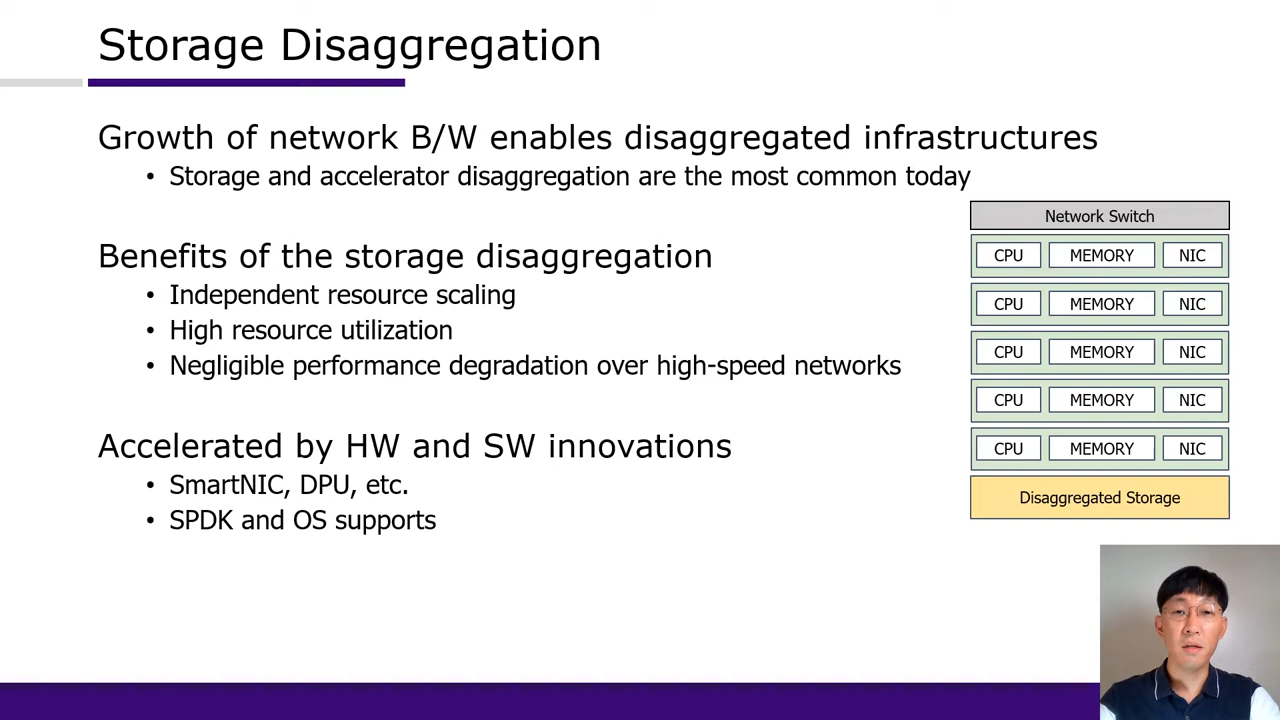 Storage Disaggregation
Growth of network B/W enables disaggregated infrastructures
• Storage and accelerator disaggregation are the most common today
Benefits of the storage disaggregation
• Independent resource scaling
• High resource utilization
• Negligible performance degradation over high-speed networks
Accelerated by HW and SW innovations
• SmartNIC, DPU, etc.
• SPDK and OS supports
Network Switch
CPU MEMORY NIC
CPU MEMORY NIC
CPU MEMORY NIC
CPU MEMORY NIC
CPU MEMORY NIC
Disaggregated Storage